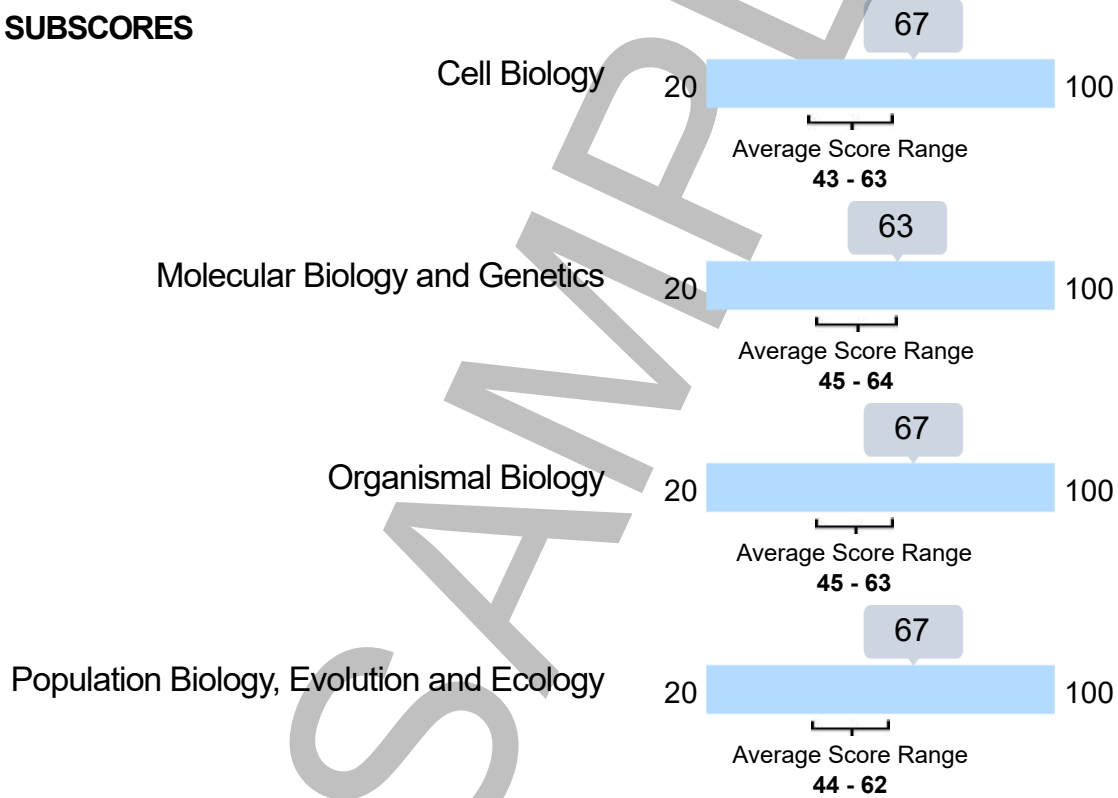 SUBSCORES
67
Cell Biology
20
100
Average Score Range
43 - 63
63
Molecular Biology and Genetics
20
100
Average Score Range
45 - 64
67
Organismal Biology
20
100
Average Score Range
45 - 63
67
Population Biology, Evolution and Ecology
20
100
Average Score Range
44 - 62
SAMPLE